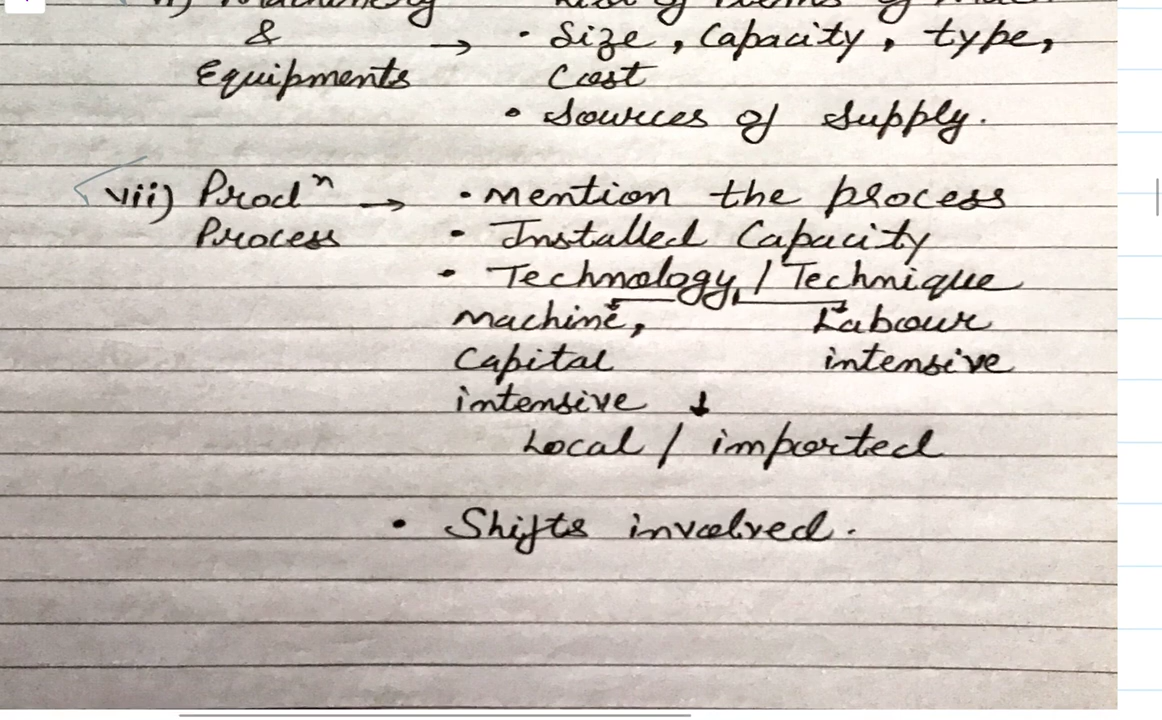 Machinery
&
Equipments → • Size, Capacity, type,
Cost
• Sources of Supply.
vii) Prodⁿ Process → • mention the process
• Installed Capacity
• Technology / Technique
machine, Labour
Capital intensive
intensive ↓
Local / imported
• Shifts involved.